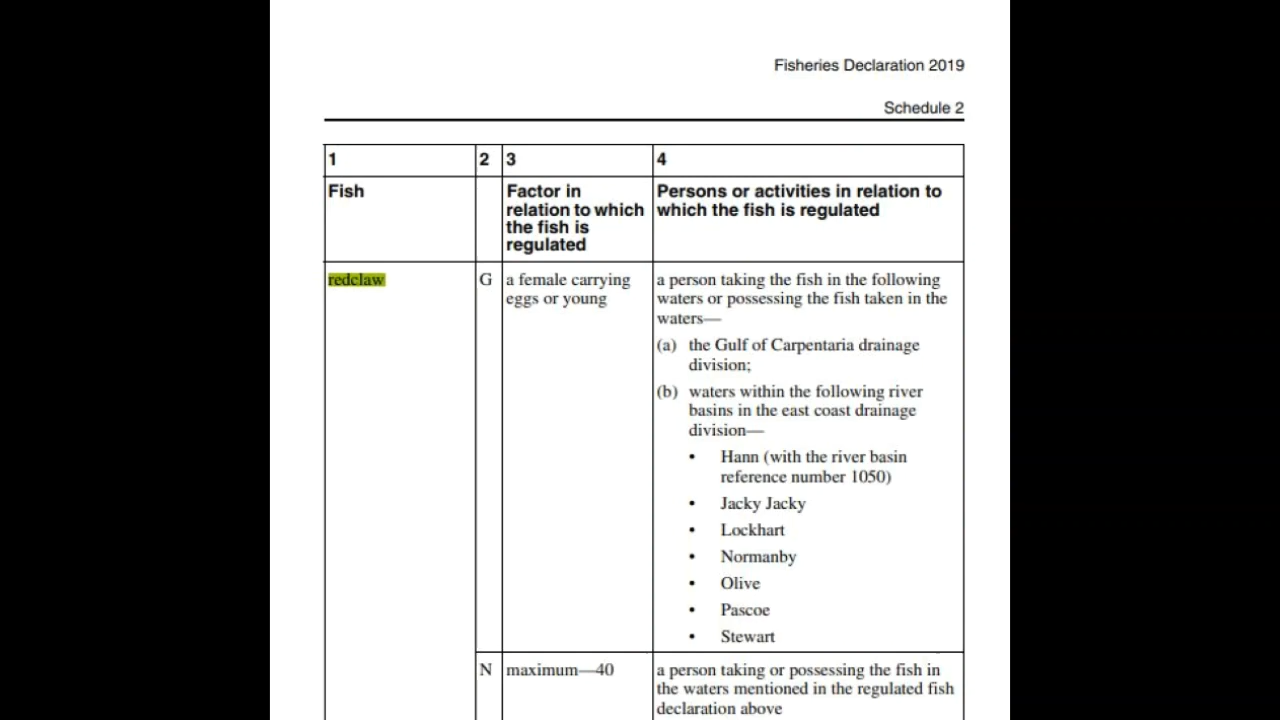 Fisheries Declaration 2019
Schedule 2
1 2 3 4
Fish
Factor in
relation to which
the fish is
regulated
Persons or activities in relation to
which the fish is regulated
redclaw
G
a female carrying
eggs or young
a person taking the fish in the following
waters or possessing the fish taken in the
waters—
(a) the Gulf of Carpentaria drainage
division;
(b) waters within the following river
basins in the east coast drainage
division—
• Hann (with the river basin
reference number 1050)
• Jacky Jacky
• Lockhart
• Normanby
• Olive
• Pascoe
• Stewart
N
maximum—40
a person taking or possessing the fish in
the waters mentioned in the regulated fish
declaration above